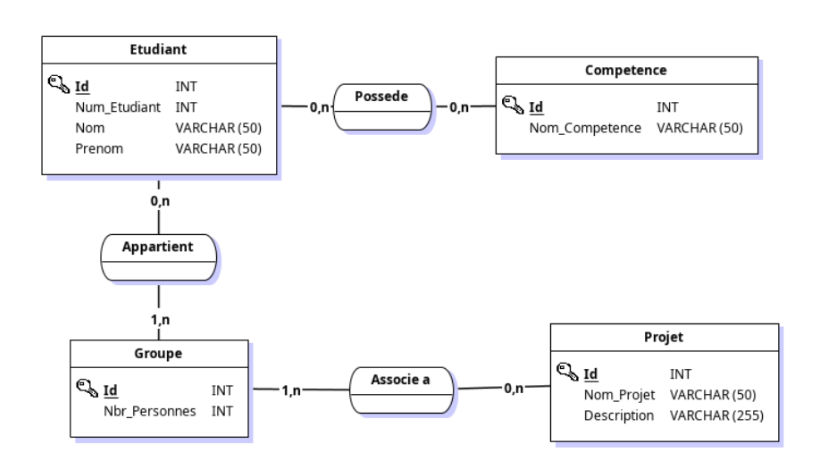 Etudiant
Id INT
Num_Etudiant INT
Nom VARCHAR (50)
Prenom VARCHAR (50)
0,n
Possede
0,n
Competence
Id INT
Nom_Competence VARCHAR (50)
0,n
Appartient
1,n
Groupe
Id INT
Nbr_Personnes INT
1,n
Associe a
0,n
Projet
Id INT
Nom_Projet VARCHAR (50)
Description VARCHAR (255)